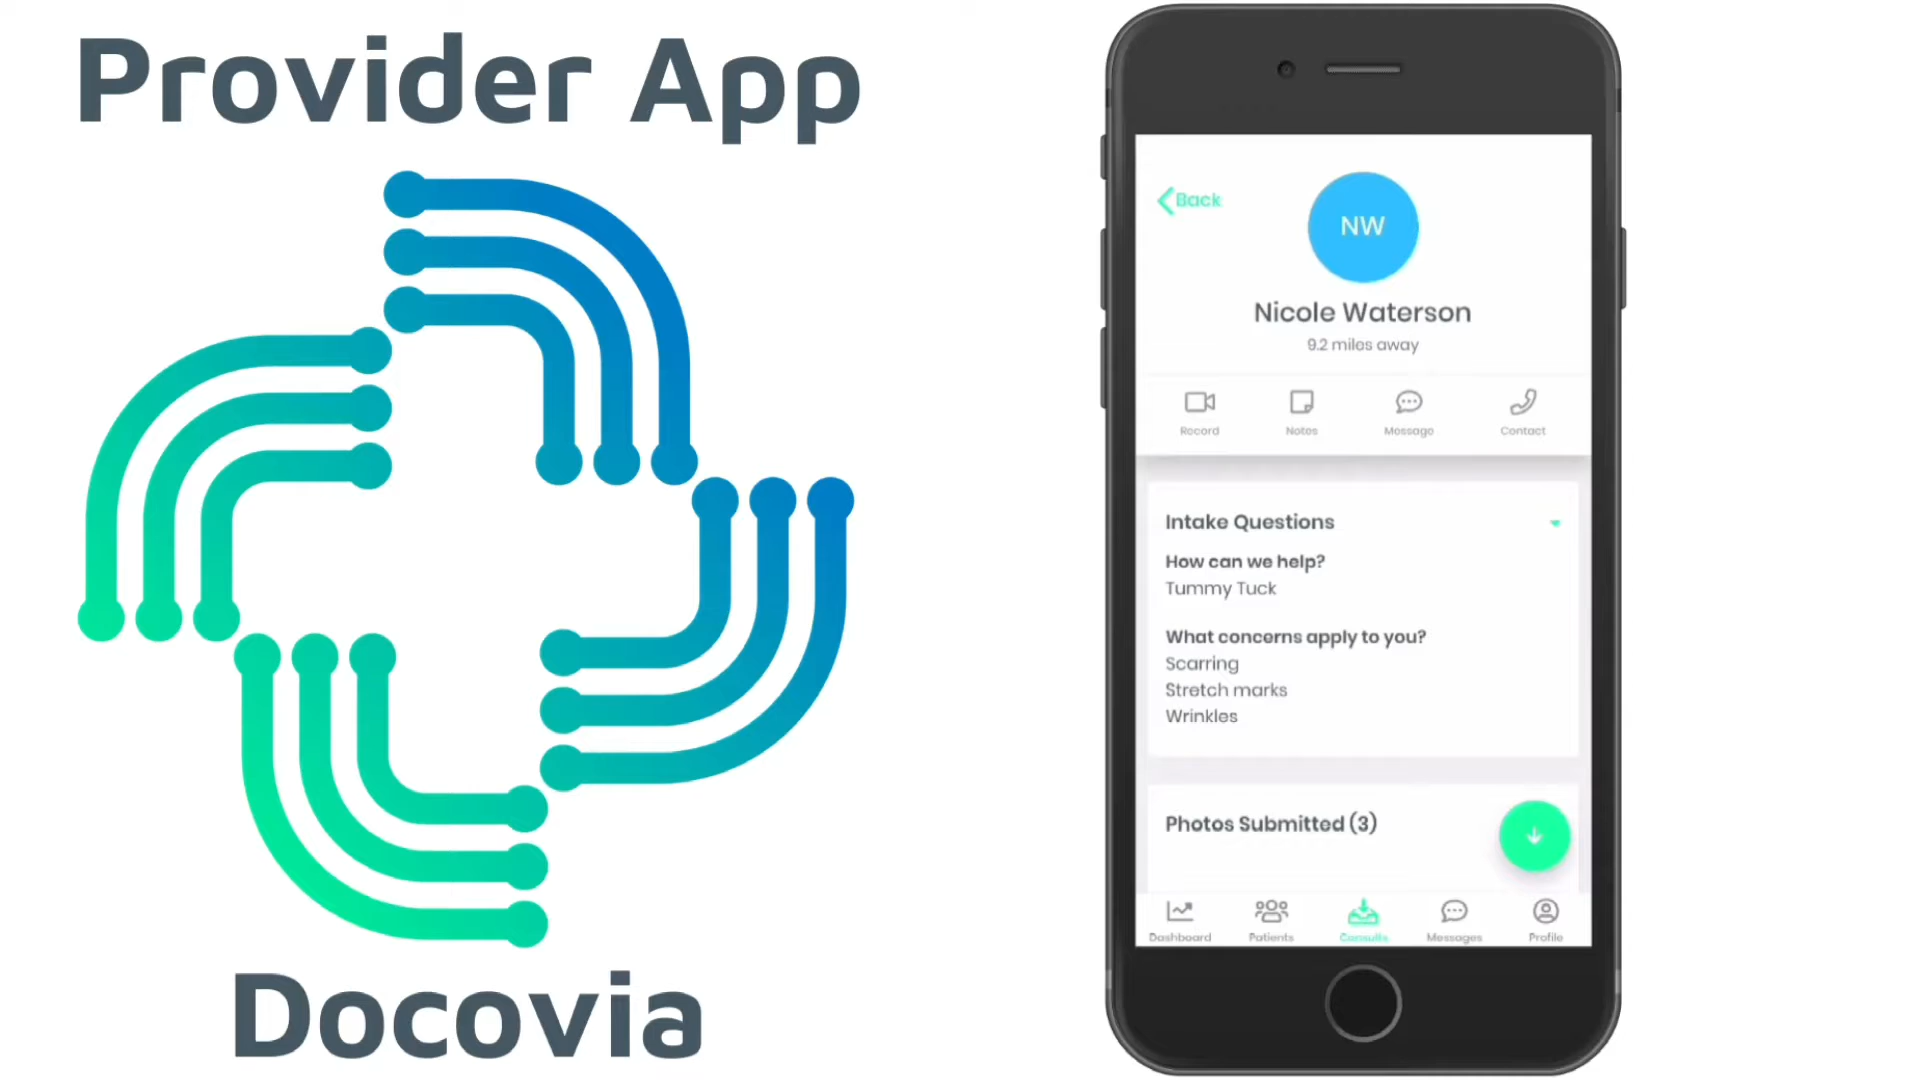 Provider App
Docovia
Back
NW
Nicole Waterson
9.2 miles away
Record
Notes
Message
Contact
Intake Questions
How can we help?
Tummy Tuck
What concerns apply to you?
Scarring
Stretch marks
Wrinkles
Photos Submitted (3)
Dashboard
Patients
Consults
Messages
Profile